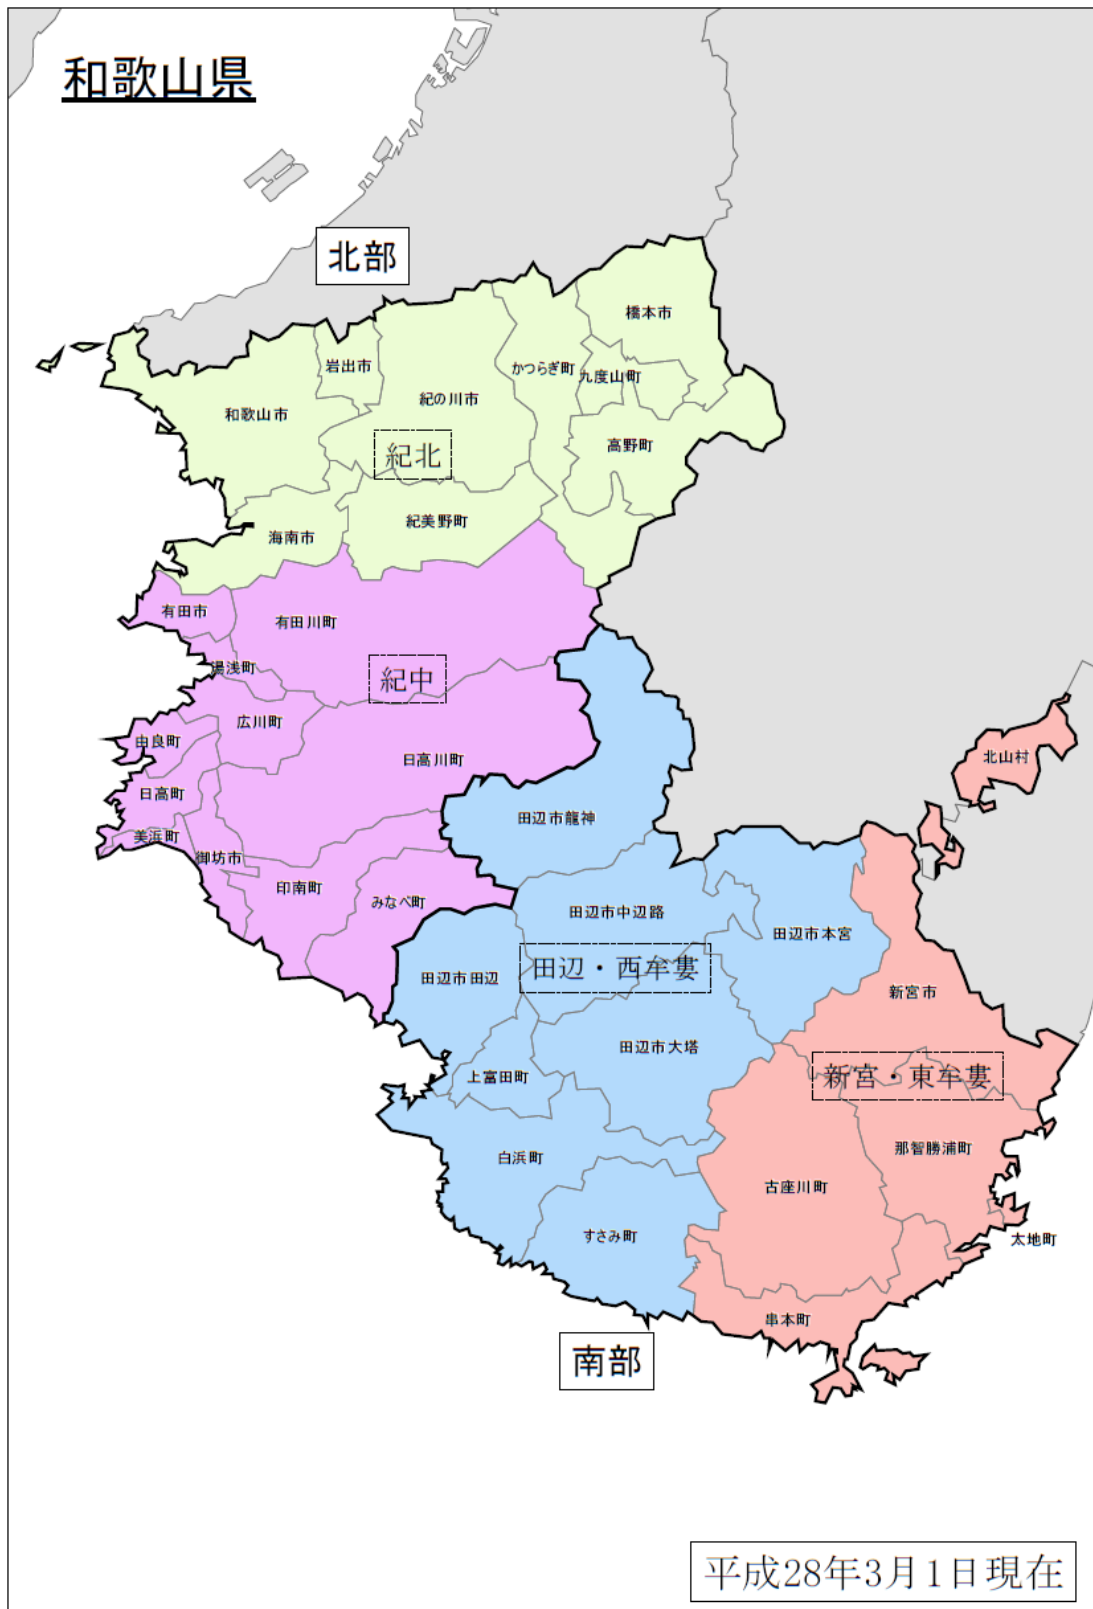 和歌山県
北部
橋本市
岩出市
かつらぎ町
九度山町
紀の川市
和歌山市
高野町
紀北
紀美野町
海南市
有田市
有田川町
湯浅町
紀中
広川町
由良町
日高川町
北山村
日高町
田辺市龍神
美浜町
御坊市
印南町
みなべ町
田辺市中辺路
田辺市本宮
田辺・西牟婁
田辺市田辺
新宮市
田辺市大塔
上富田町
新宮・東牟婁
那智勝浦町
白浜町
古座川町
すさみ町
太地町
串本町
南部
平成28年3月1日現在